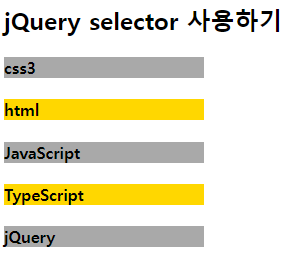 jQuery selector 사용하기
css3
html
JavaScript
TypeScript
jQuery